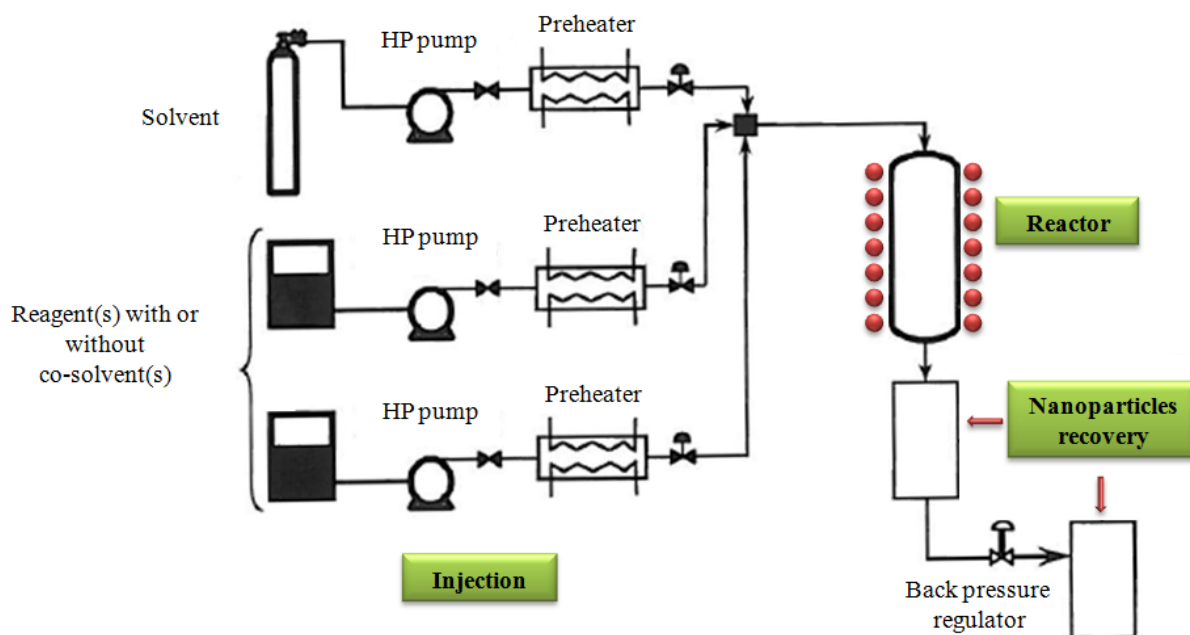 HP pump
Preheater
Solvent
HP pump
Preheater
Reactor
Reagent(s) with or
without
co-solvent(s)
HP pump
Preheater
Nanoparticles
recovery
Injection
Back pressure
regulator